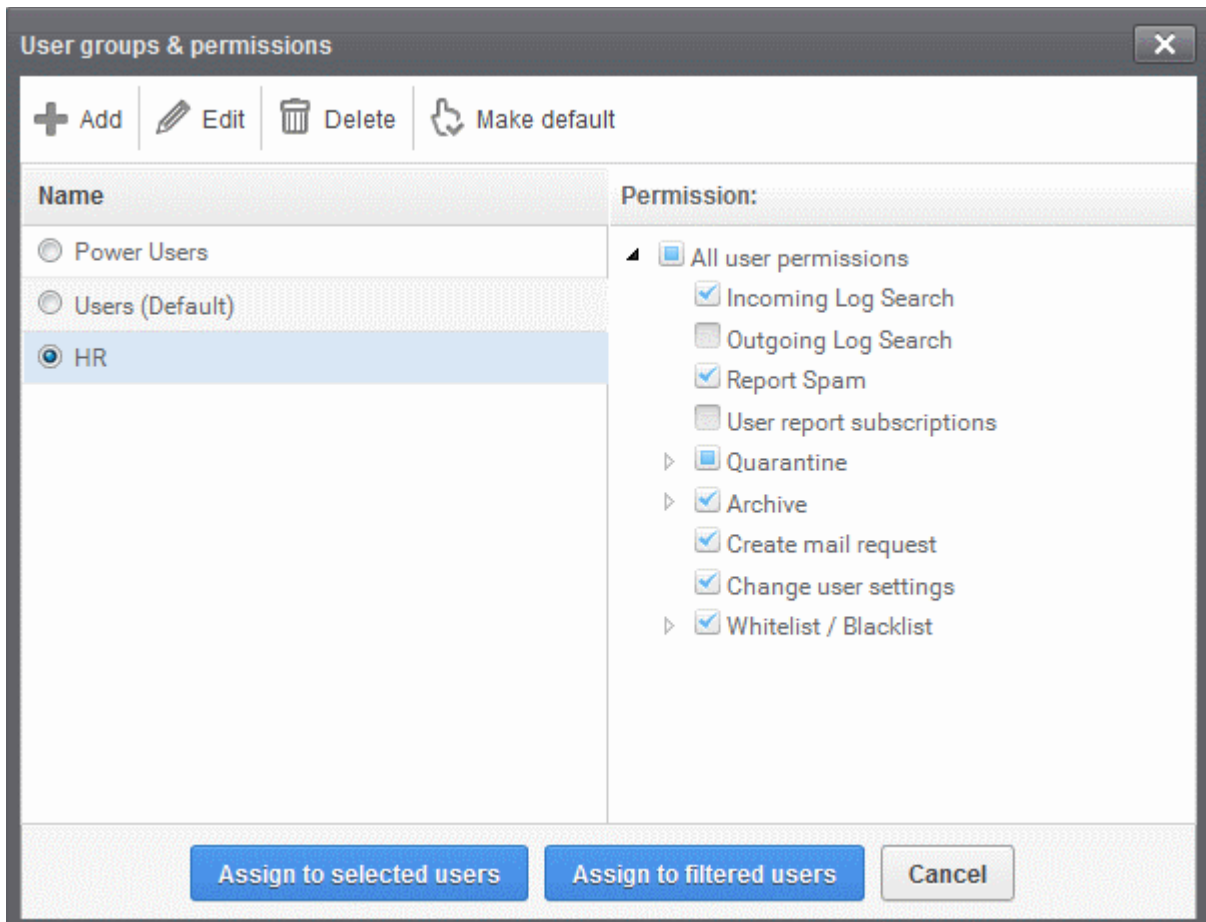 User groups & permissions
Add Edit Delete Make default
Name
Permission:
Power Users
Users (Default)
HR
All user permissions
Incoming Log Search
Outgoing Log Search
Report Spam
User report subscriptions
Quarantine
Archive
Create mail request
Change user settings
Whitelist / Blacklist
Assign to selected users Assign to filtered users Cancel